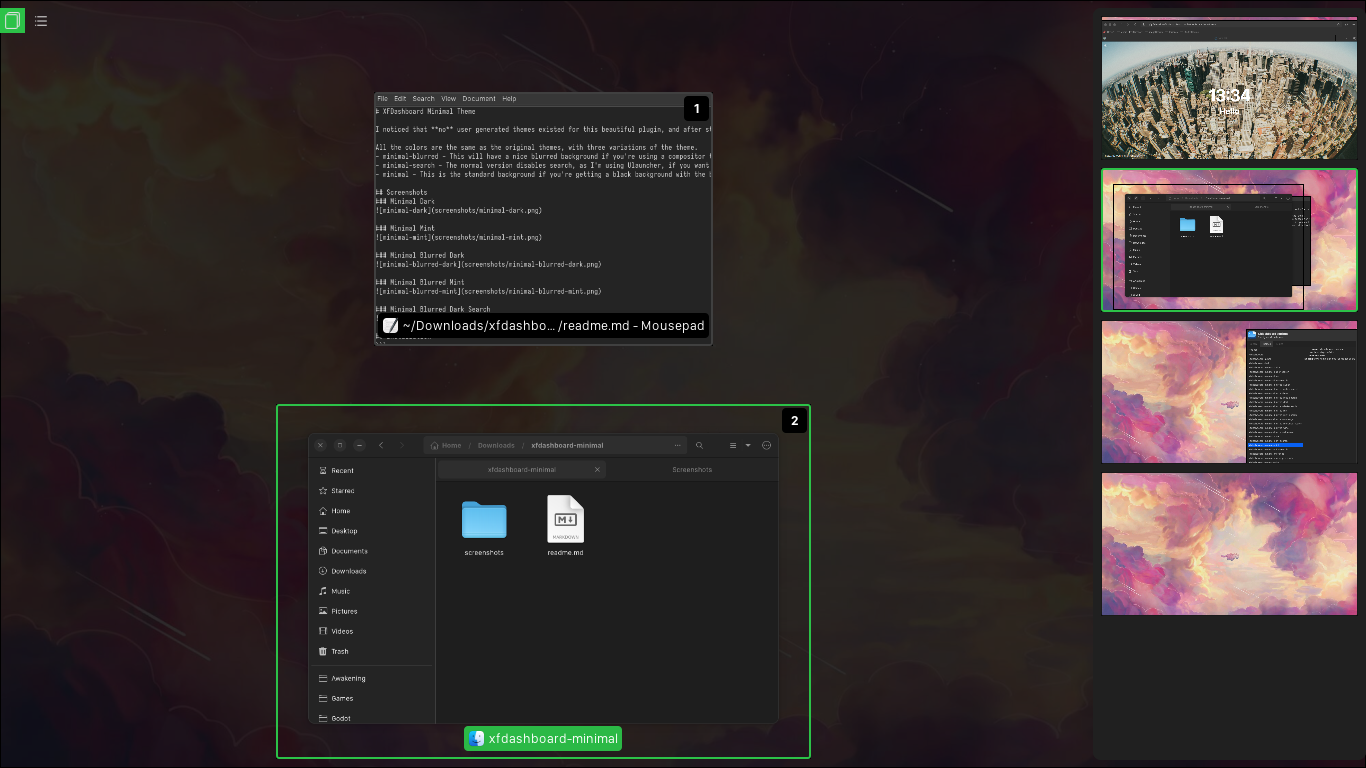 File Edit Search View Document Help
1
# XFDashboard Minimal Theme
I noticed that **no** user generated themes existed for this beautiful plugin, and after s
All the colors are the same as the original themes, with three variations of the theme.
- minimal-blurred - This will have a nice blurred background if you're using a compositor
- minimal-search - The normal version disables search, as I'm using Ulauncher, if you want
- minimal - This is the standard background if you're getting a black background with the
## Screenshots
### Minimal Dark
![minimal-dark](screenshots/minimal-dark.png)
### Minimal Mint
![minimal-mint](screenshots/minimal-mint.png)
### Minimal Blurred Dark
![minimal-blurred-dark](screenshots/minimal-blurred-dark.png)
### Minimal Blurred Mint
![minimal-blurred-mint](screenshots/minimal-blurred-mint.png)
### Minimal Blurred Dark Search
~/Downloads/xfdashbo... /readme.md - Mousepad
2
Home / Downloads / xfdashboard-minimal
xfdashboard-minimal
Screenshots
Recent
Starred
Home
Desktop
Documents
Downloads
Music
Pictures
Videos
Trash
Awakening
Games
Godot
screenshots
MARKDOWN
readme.md
xfdashboard-minimal
13:34
Hello